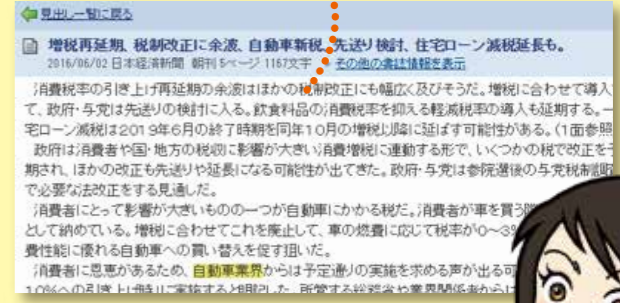 見出し一覧に戻る
増税再延期、税制改正に余波、自動車新税、先送り検討、住宅ローン減税延長も。
2016/06/02 日本経済新聞 朝刊 5ページ 1167文字 その他の書誌情報を表示
消費税率の引き上げ再延期の余波はほかの税制改正にも幅広く及びそうだ。増税に合わせて導入
て、政府・与党は先送りの検討に入る。飲食料品の消費税率を抑える軽減税率の導入も延期する。一
宅ローン減税は2019年6月の終了時期を同年10月の増税以降に延ばす可能性がある。(1面参照
政府は消費者や国・地方の税収に影響が大きい消費増税に連動する形で、いくつかの税で改正を予
期され、ほかの改正も先送りや延長になる可能性が出てきた。政府・与党は参院選後の与党税制調
で必要な法改正をする見通しだ。
消費者にとって影響が大きいものの一つが自動車にかかる税だ。消費者が車を買う際
として納めている。増税に合わせてこれを廃止して、車の燃費に応じて税率が0〜3%
費性能に優れる自動車への買い替えを促す狙いだ。
消費者に恩恵があるため、自動車業界からは予定通りの実施を求める声が出る可
10%への引き上げ時に実施すると明記した。所管する総務省や業界関係者からは